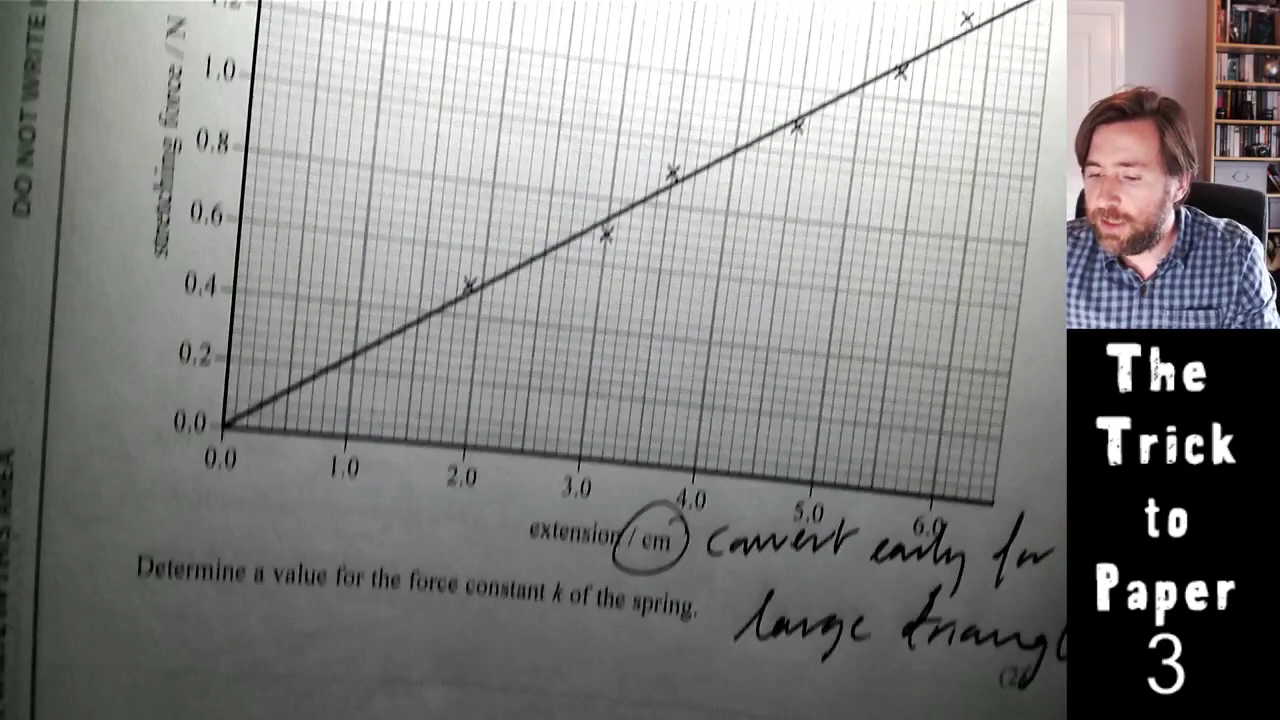 DO NOT WRITE
stretching force / N
1.0
0.8
0.6
0.4
0.2
0.0
0.0
1.0
2.0
3.0
4.0
5.0
6.0
extension / cm
convert early for
Determine a value for the force constant k of the spring.
large
(2)
The
Trick
to
Paper
3